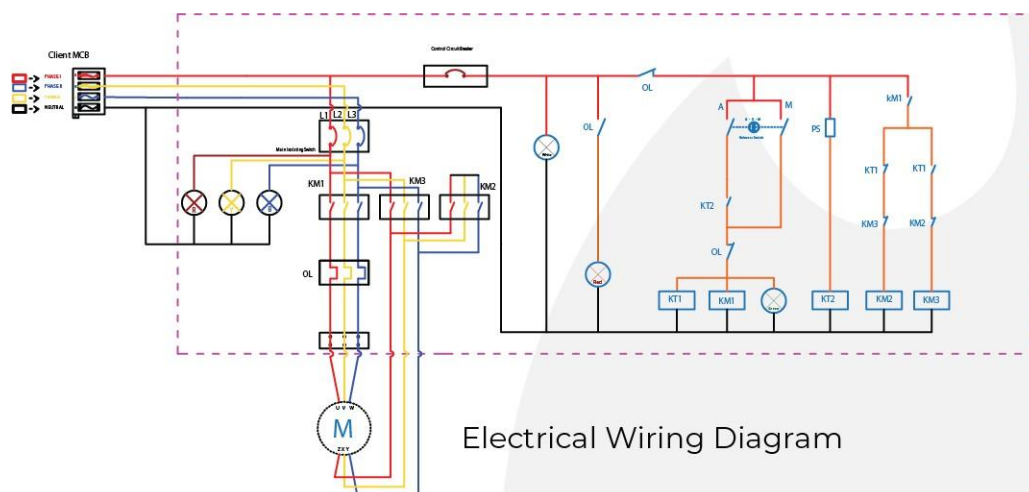 Client MCB
PHASE R
PHASE B
NEUTRAL
Control Circuit Breaker
L1 L2 L3
Main Isolating Switch
R
Y
B
KM1
KM3
KM2
OL
U V W
M
Z X Y
OL
OL
Red
A
M
Selector Switch
KT2
OL
KT1
KM1
PS
KT2
kM1
KT1
KT1
KM3
KM2
KM2
KM3
Electrical Wiring Diagram